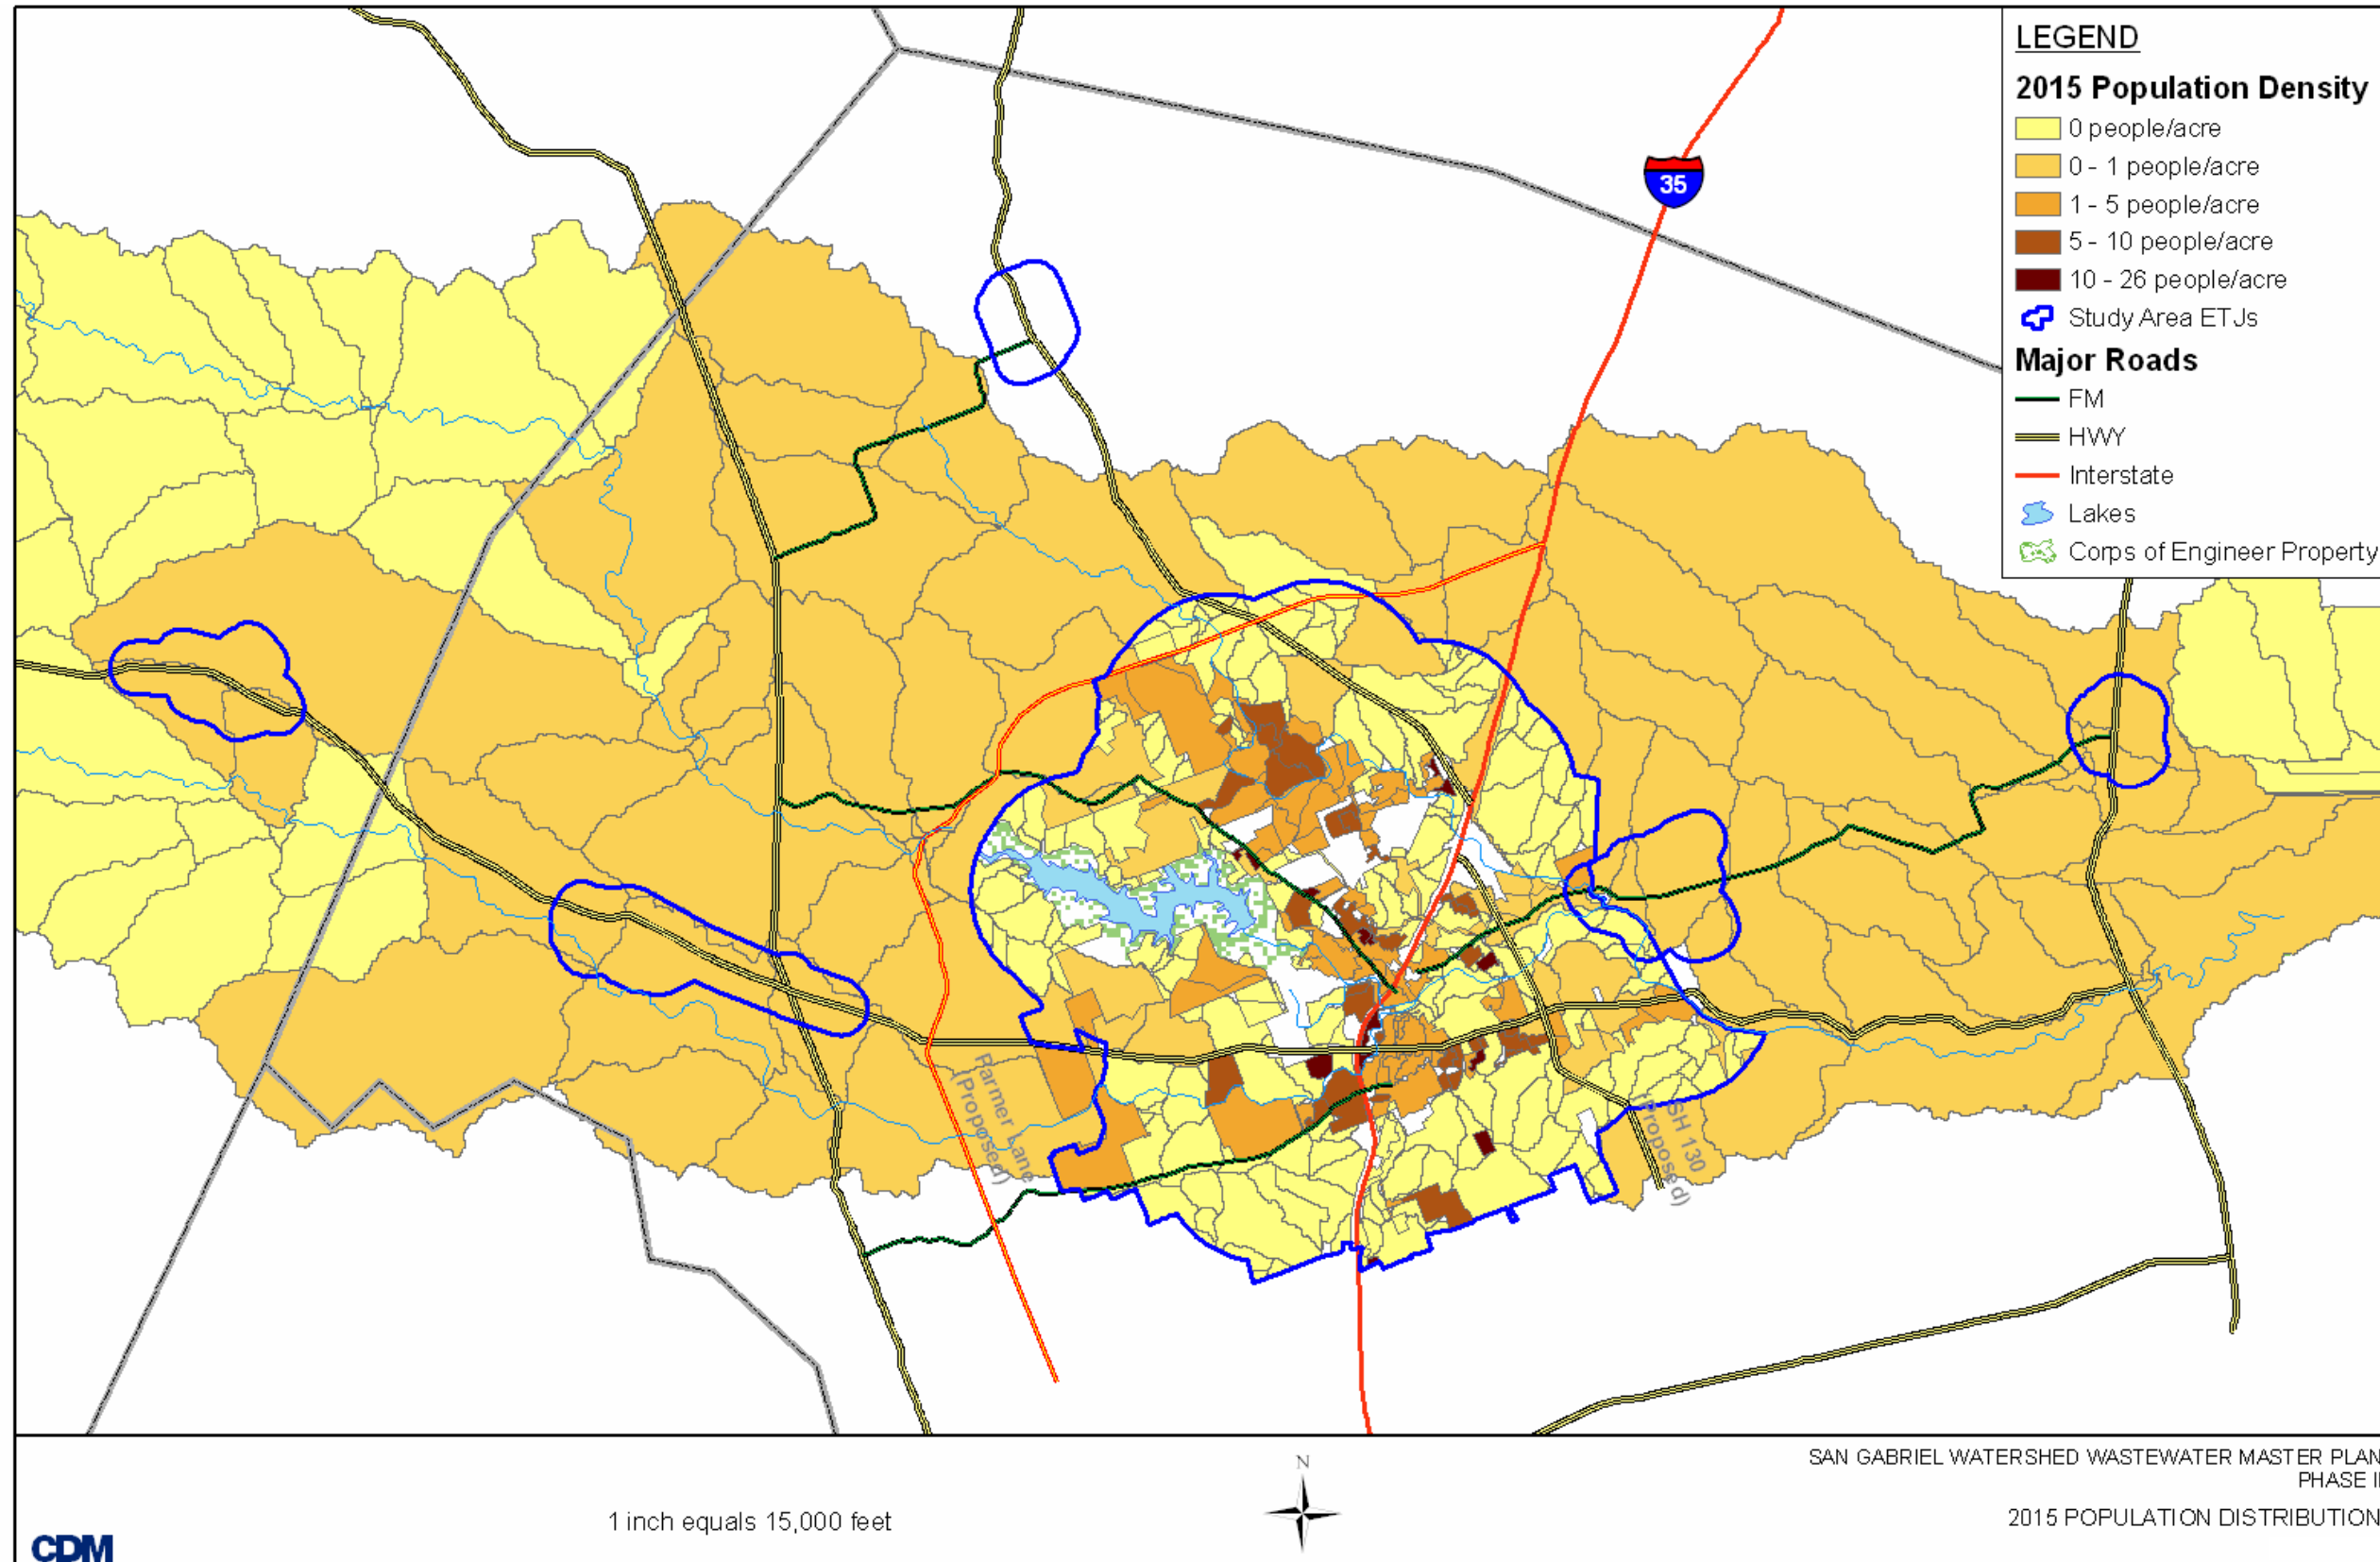 LEGEND
2015 Population Density
0 people/acre
0 - 1 people/acre
1 - 5 people/acre
5 - 10 people/acre
10 - 26 people/acre
Study Area ETJs
Major Roads
FM
HWY
Interstate
Lakes
Corps of Engineer Property
35
Parmer Lane
(Proposed)
SH 130
(Proposed)
SAN GABRIEL WATERSHED WASTEWATER MASTER PLAN
PHASE II
2015 POPULATION DISTRIBUTION
N
1 inch equals 15,000 feet
CDM